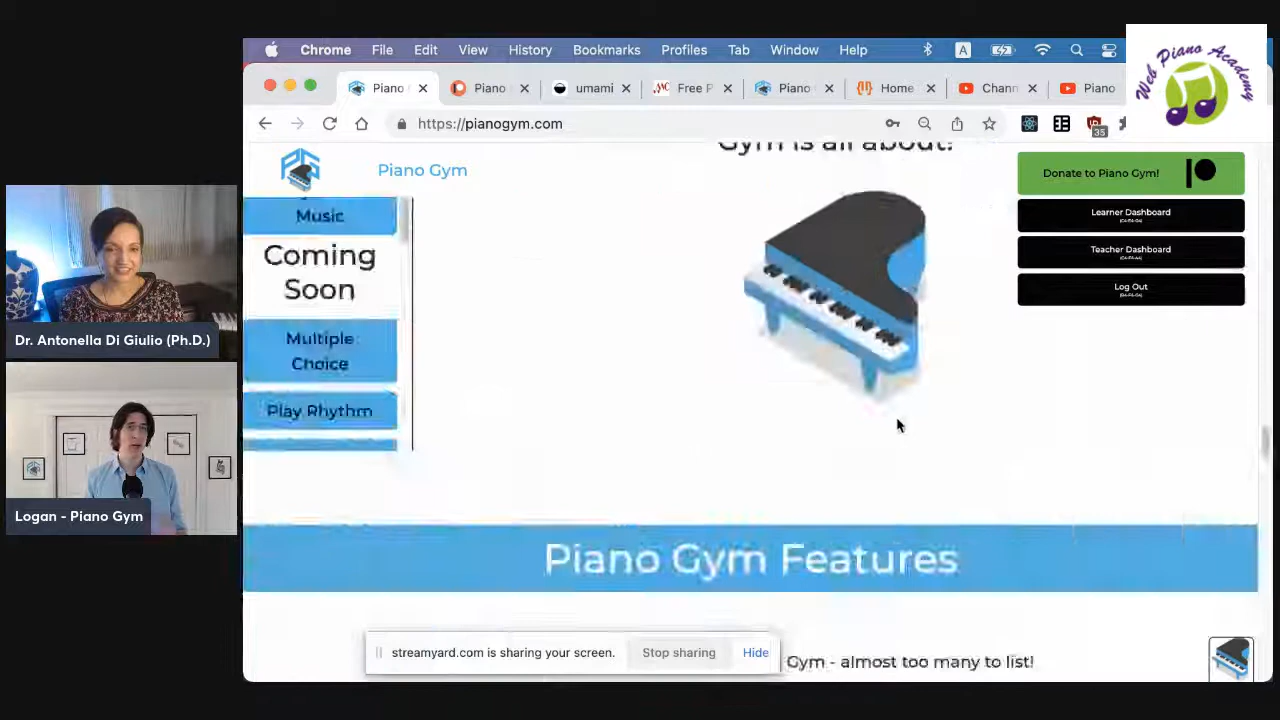 Chrome File Edit View History Bookmarks Profiles Tab Window Help
A
Web Piano Academy
Piano
Piano
umami
Free P
Piano
Home
Chann
Piano
https://pianogym.com
35
Gym is all about?
PG
Piano Gym
Donate to Piano Gym!
Learner Dashboard
Teacher Dashboard
Log Out
Music
Coming
Soon
Multiple
Choice
Play Rhythm
Dr. Antonella Di Giulio (Ph.D.)
Logan - Piano Gym
Piano Gym Features
streamyard.com is sharing your screen.
Stop sharing
Hide
Gym - almost too many to list!